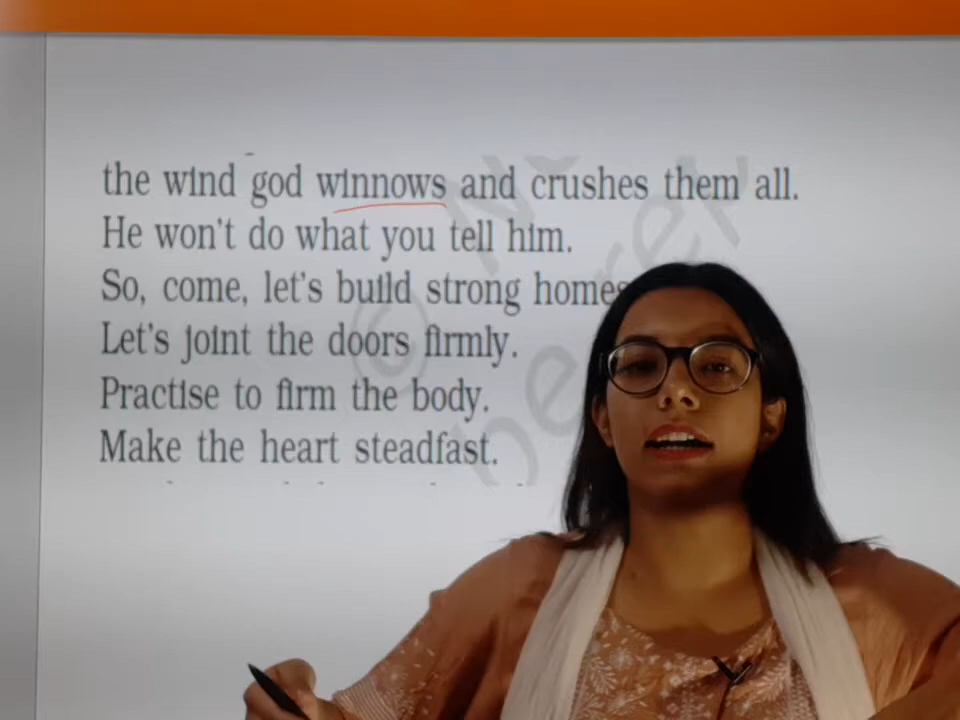 the wind god winnows and crushes them all.
He won't do what you tell him.
So, come, let's build strong homes
Let's joint the doors firmly.
Practise to firm the body.
Make the heart steadfast.